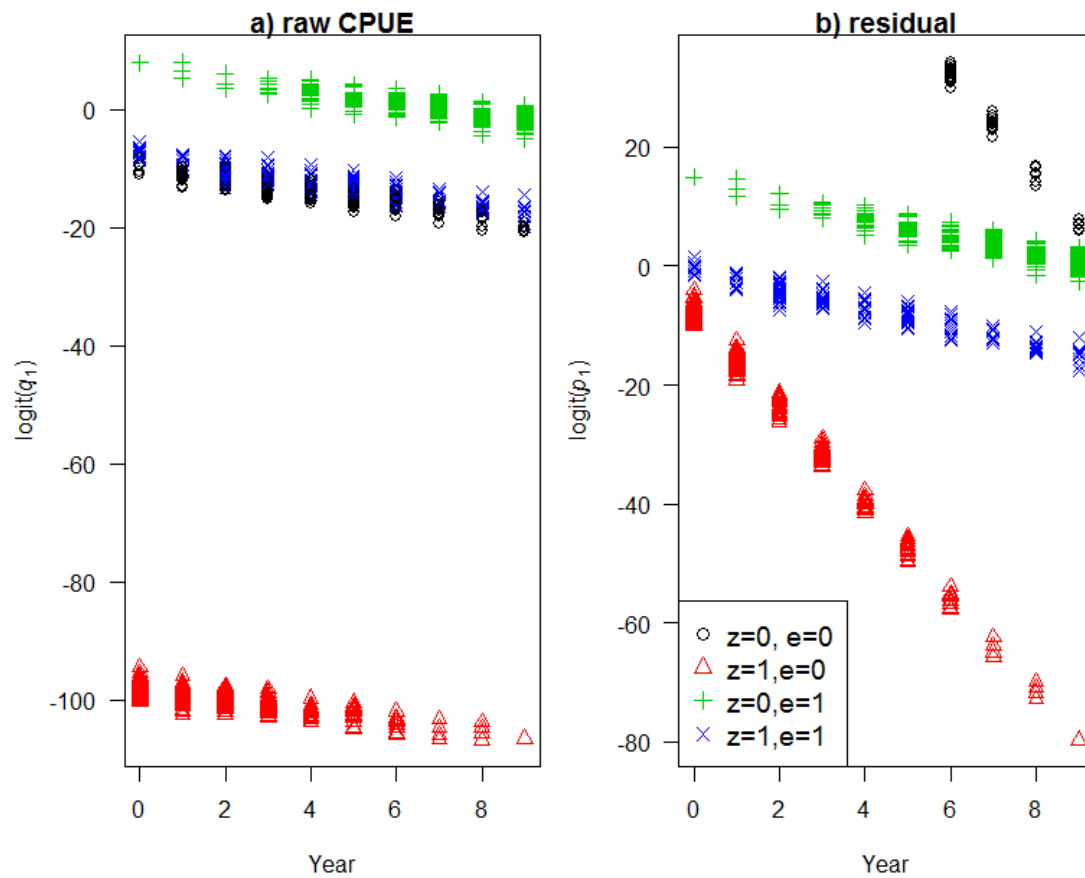 a) raw CPUE
logit(q1)
0
-20
-40
-60
-80
-100
0 2 4 6 8
Year
b) residual
logit(p1)
20
0
-20
-40
-60
-80
z=0, e=0
z=1,e=0
z=0,e=1
z=1,e=1
0 2 4 6 8
Year